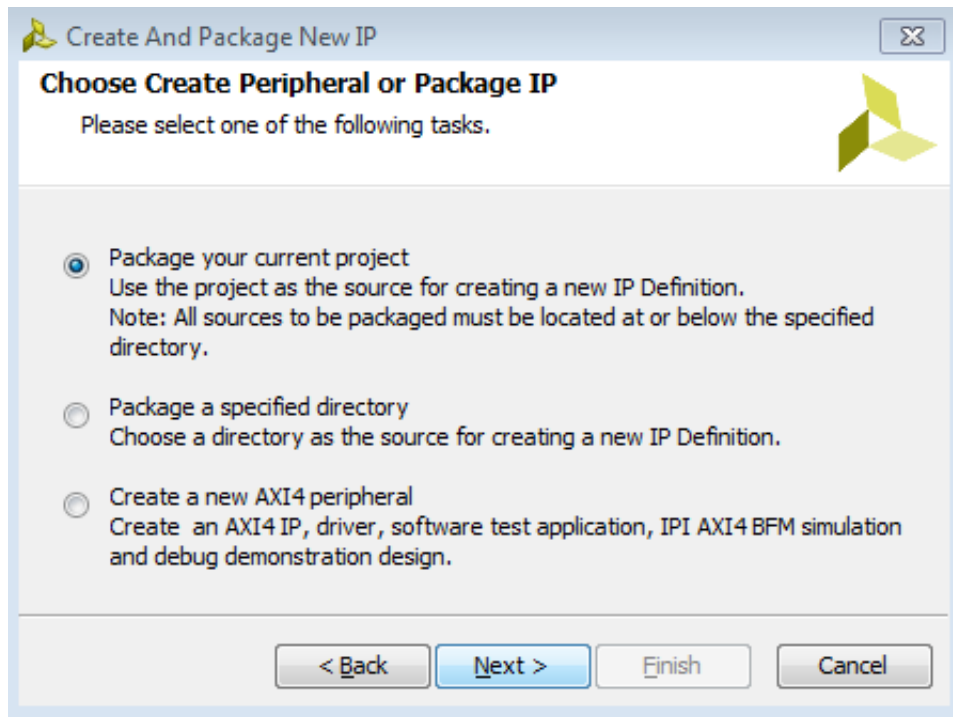 Create And Package New IP
Choose Create Peripheral or Package IP
Please select one of the following tasks.
Package your current project
Use the project as the source for creating a new IP Definition.
Note: All sources to be packaged must be located at or below the specified
directory.
Package a specified directory
Choose a directory as the source for creating a new IP Definition.
Create a new AXI4 peripheral
Create an AXI4 IP, driver, software test application, IPI AXI4 BFM simulation
and debug demonstration design.
< Back Next > Finish Cancel